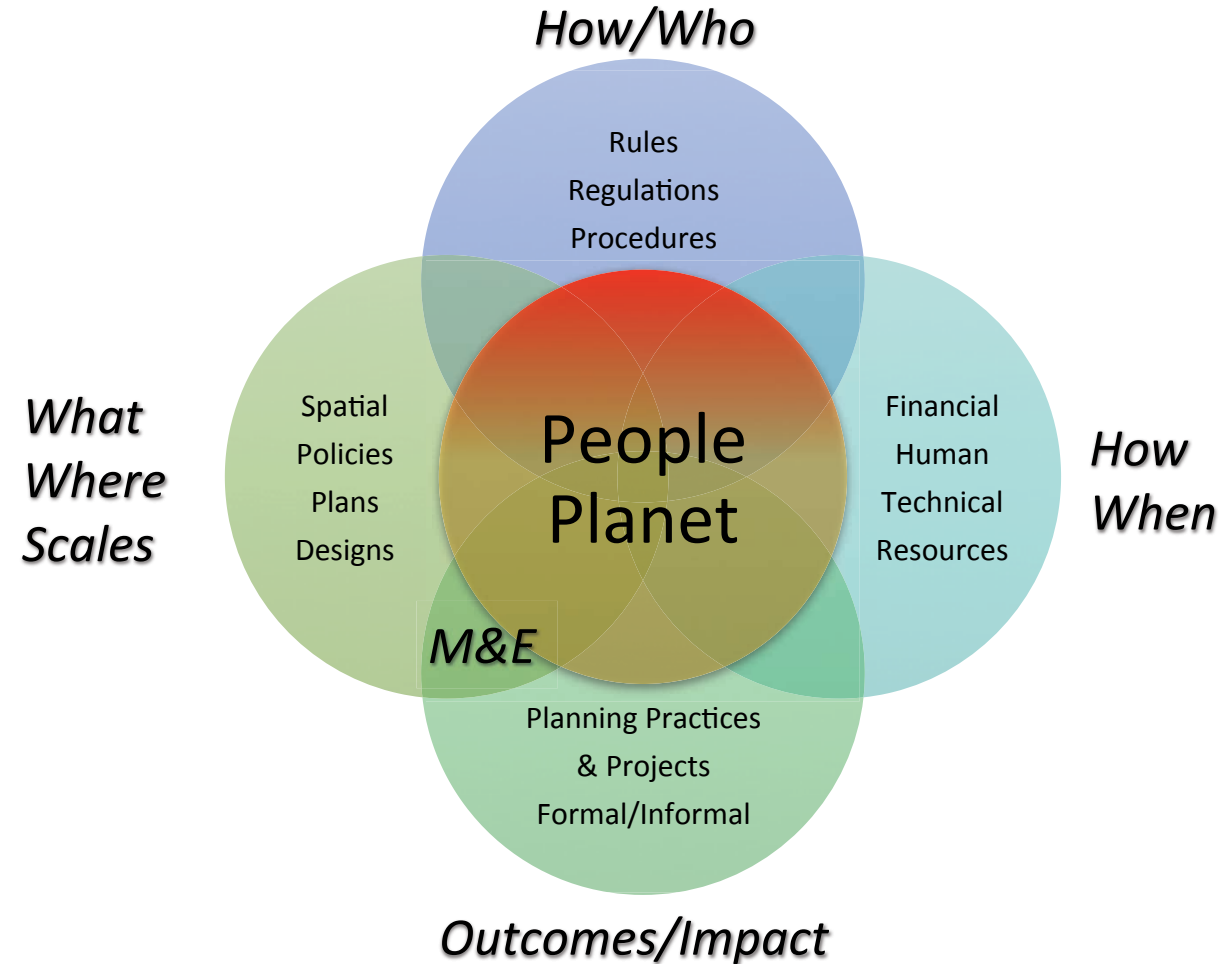 How/Who
Rules
Regulations
Procedures
What
Where
Scales
Spatial
Policies
Plans
Designs
People
Planet
Financial
Human
Technical
Resources
How
When
M&E
Planning Practices
& Projects
Formal/Informal
Outcomes/Impact